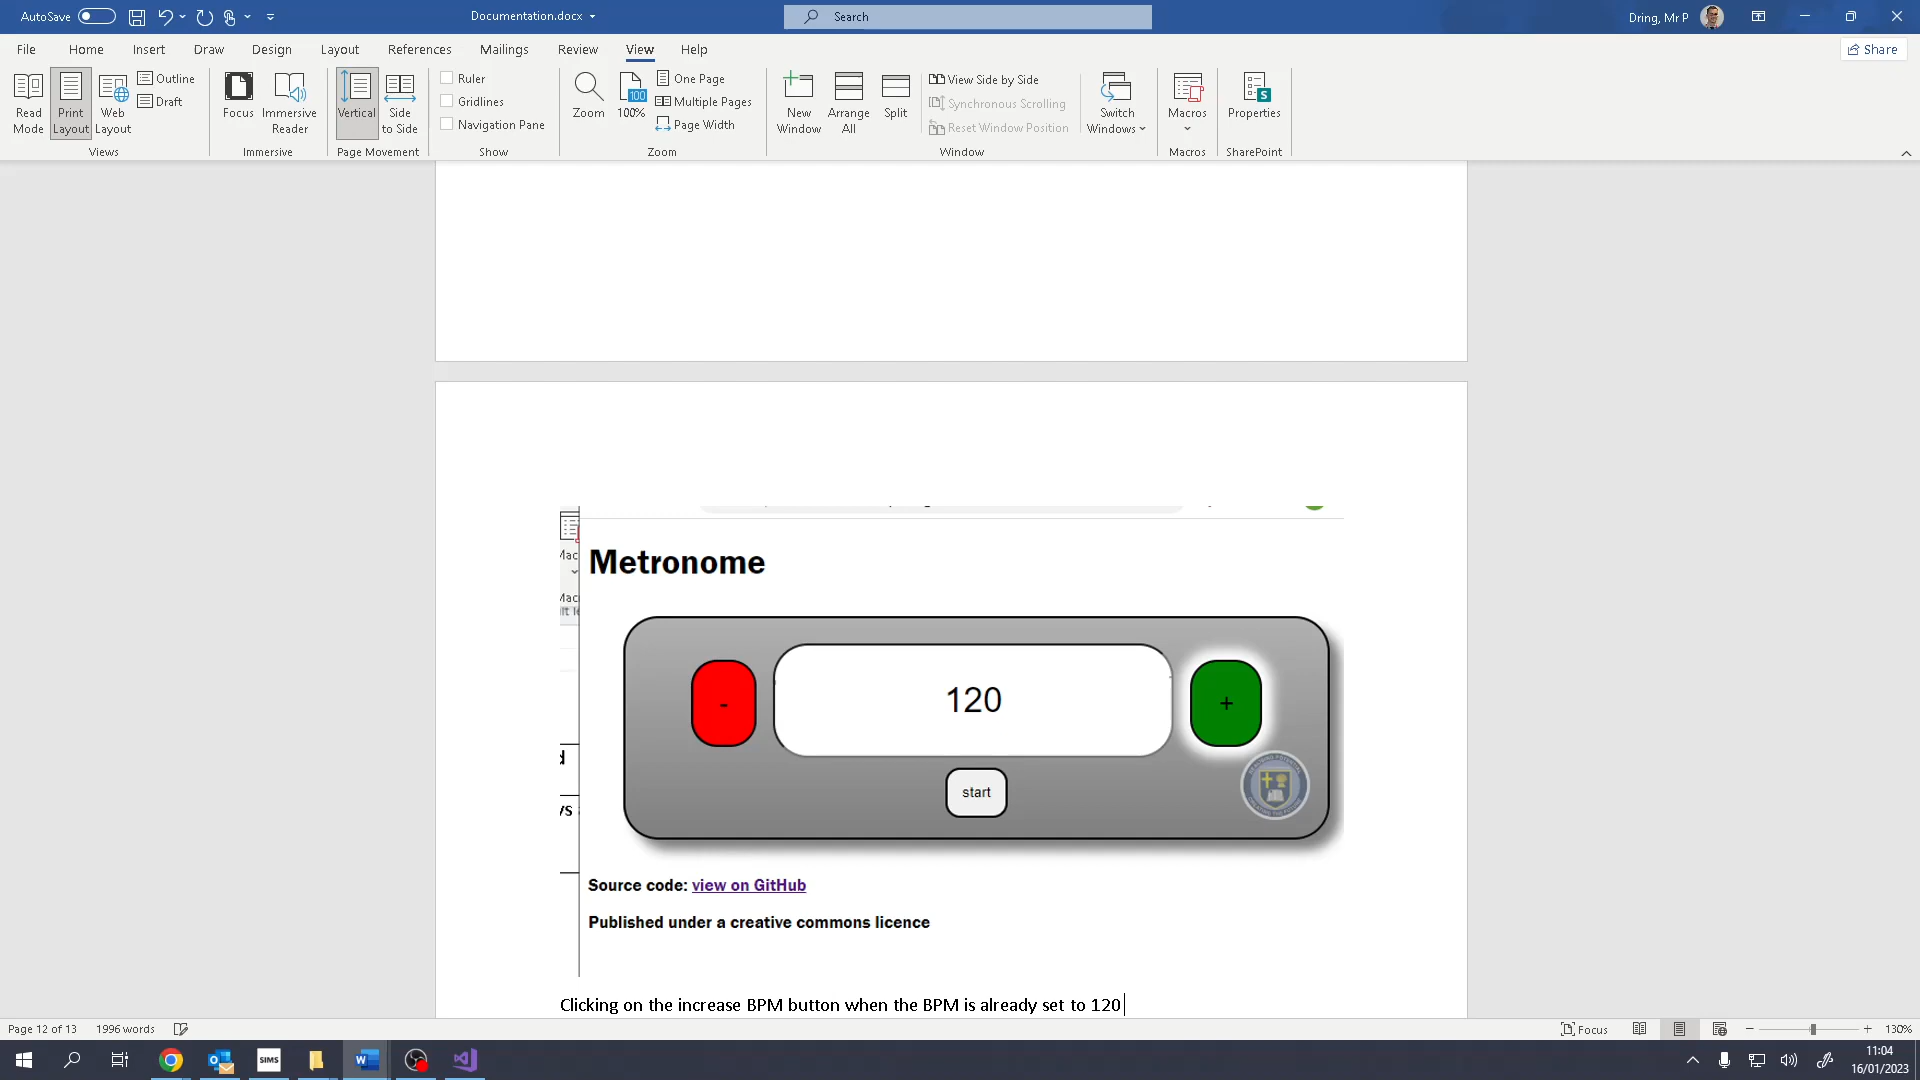 AutoSave
Documentation.docx
Search
Dring, Mr P
File Home Insert Draw Design Layout References Mailings Review View Help
Share
Read Mode
Print Layout
Web Layout
Outline
Draft
Views
Focus
Immersive Reader
Immersive
Vertical
Side to Side
Page Movement
Ruler
Gridlines
Navigation Pane
Show
Zoom
100
100%
One Page
Multiple Pages
Page Width
Zoom
New Window
Arrange All
Split
View Side by Side
Synchronous Scrolling
Reset Window Position
Window
Switch Windows
Macros
Macros
Properties
SharePoint
Metronome
-
120
+
start
Source code: view on GitHub
Published under a creative commons licence
Clicking on the increase BPM button when the BPM is already set to 120
Page 12 of 13 1996 words
Focus
130%
SIMS
11:04
16/01/2023